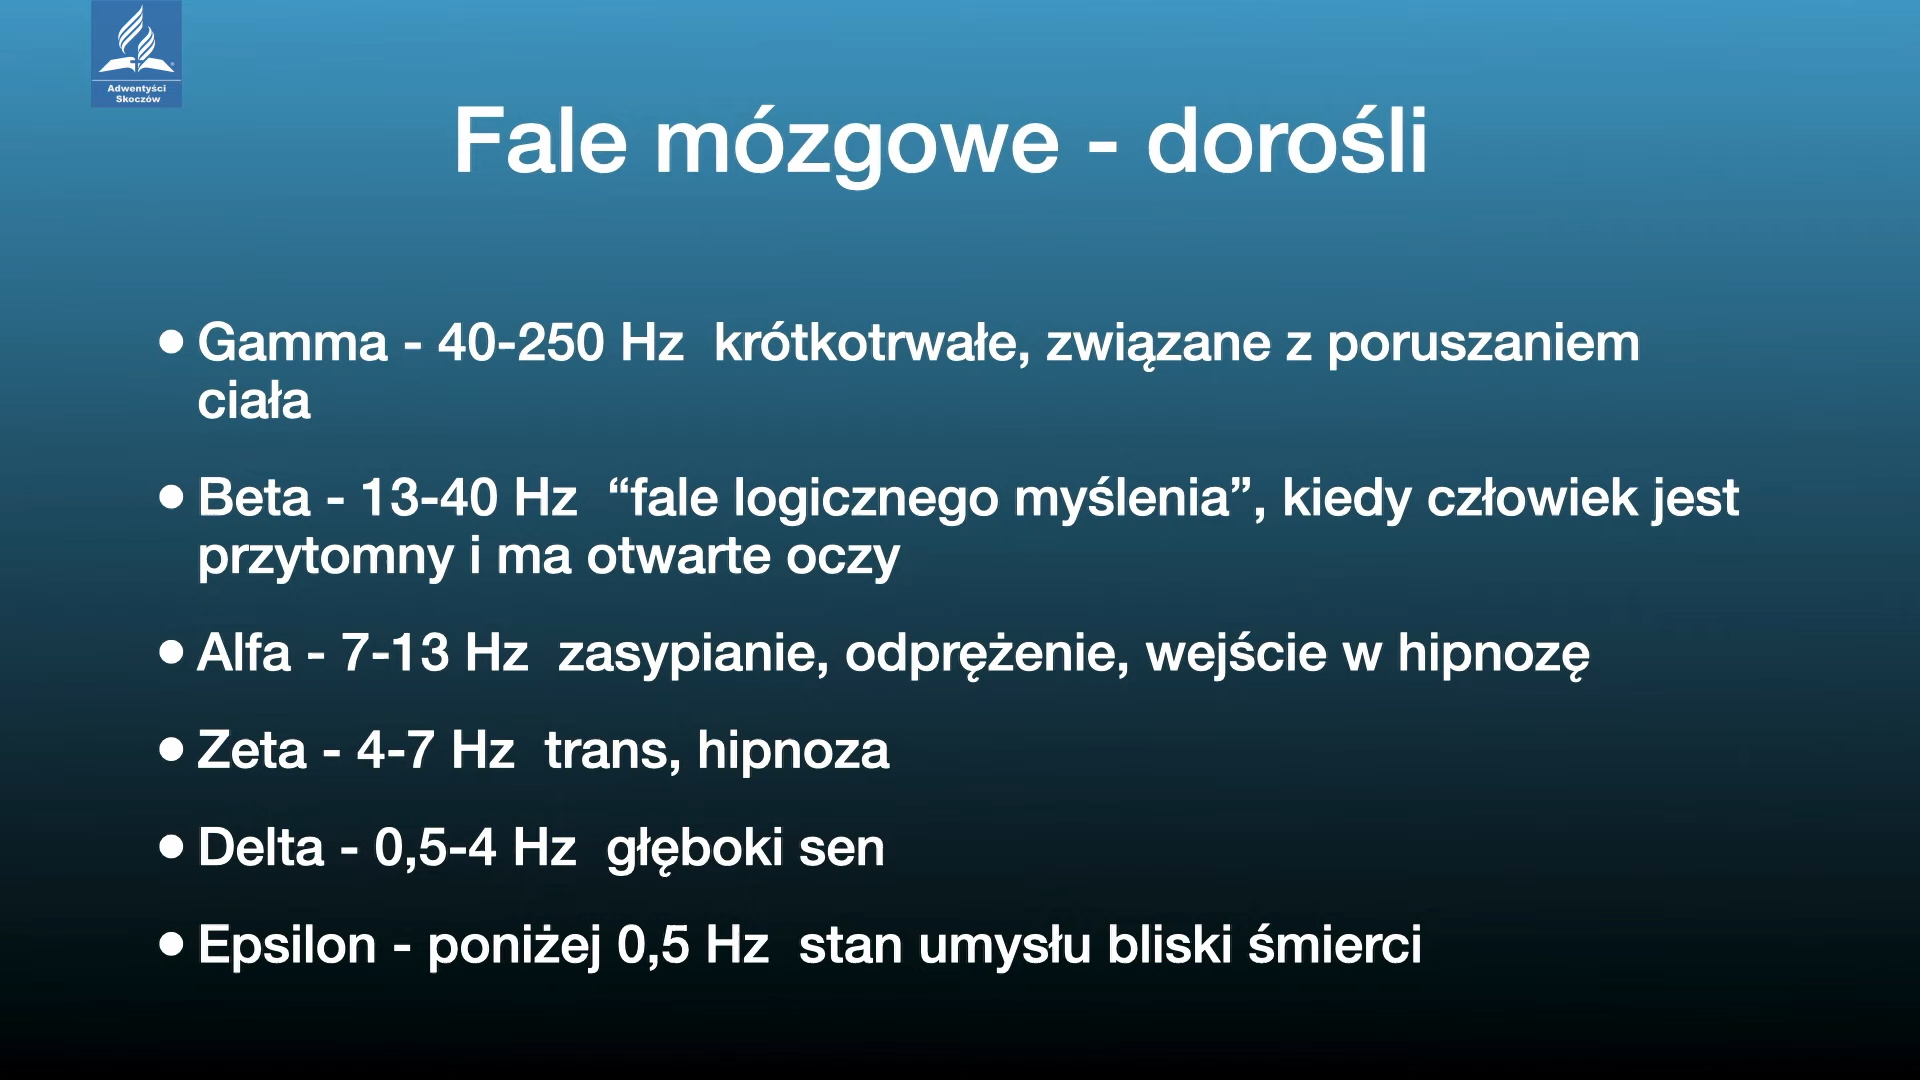 Adwentyści
Skoczów
Fale mózgowe - dorośli
• Gamma - 40-250 Hz  krótkotrwałe, związane z poruszaniem
ciała
• Beta - 13-40 Hz  “fale logicznego myślenia”, kiedy człowiek jest
przytomny i ma otwarte oczy
• Alfa - 7-13 Hz  zasypianie, odprężenie, wejście w hipnozę
• Zeta - 4-7 Hz  trans, hipnoza
• Delta - 0,5-4 Hz  głęboki sen
• Epsilon - poniżej 0,5 Hz  stan umysłu bliski śmierci